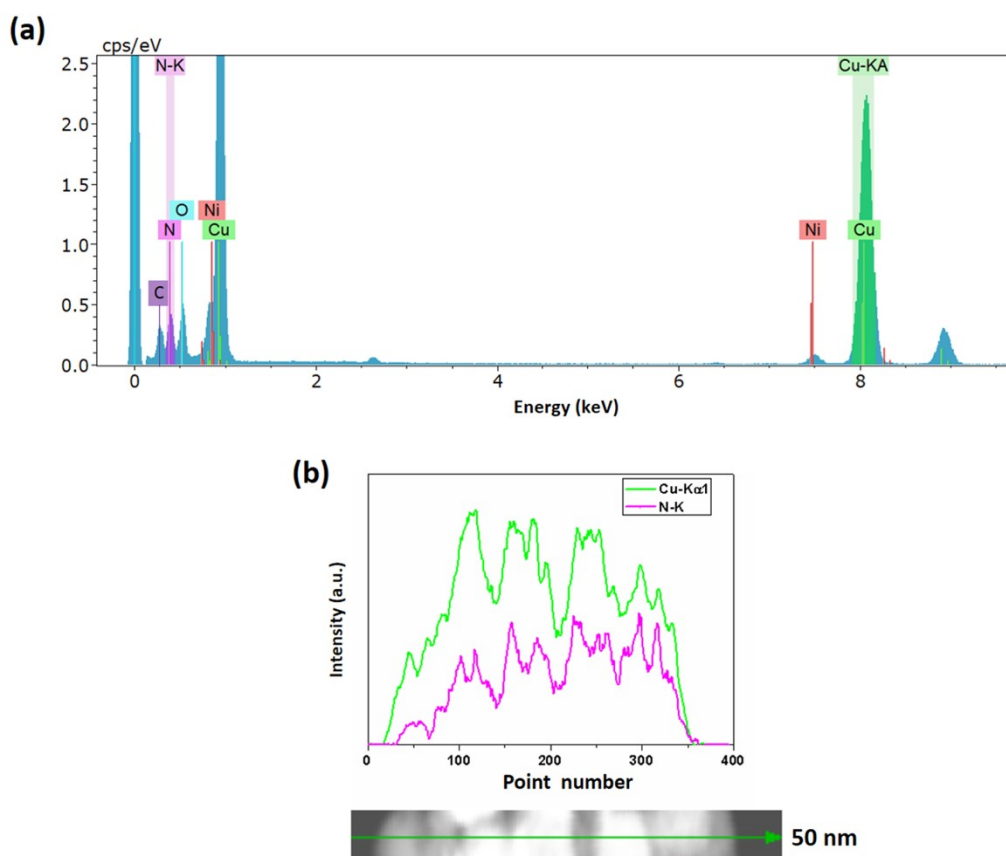 (a)
cps/eV
N-K
Cu-KA
2.5
2.0
1.5
O
Ni
N
Cu
Ni
Cu
1.0
C
0.5
0.0
0
2
4
6
8
Energy (keV)
(b)
Cu-Kα1
N-K
Intensity (a.u.)
0
100
200
300
400
Point number
50 nm